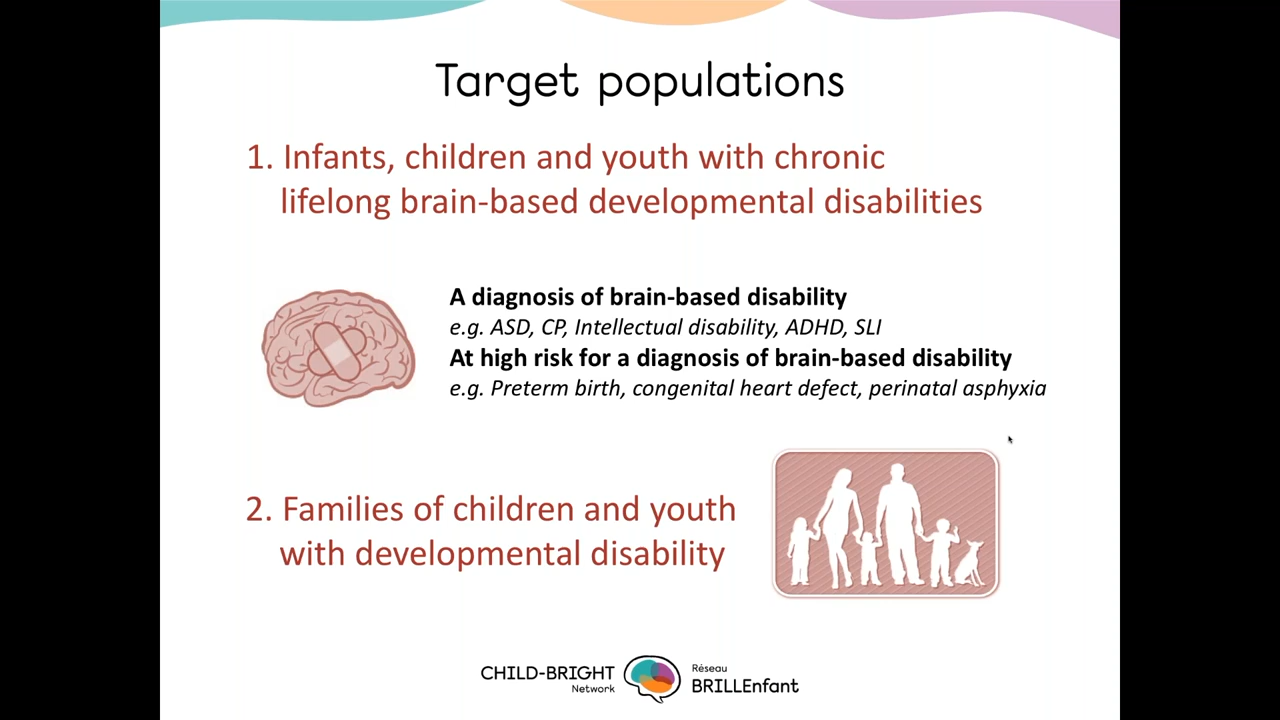 Target populations
1. Infants, children and youth with chronic
lifelong brain-based developmental disabilities
A diagnosis of brain-based disability
e.g. ASD, CP, Intellectual disability, ADHD, SLI
At high risk for a diagnosis of brain-based disability
e.g. Preterm birth, congenital heart defect, perinatal asphyxia
2. Families of children and youth
with developmental disability
CHILD-BRIGHT
Network
Réseau
BRILLEnfant